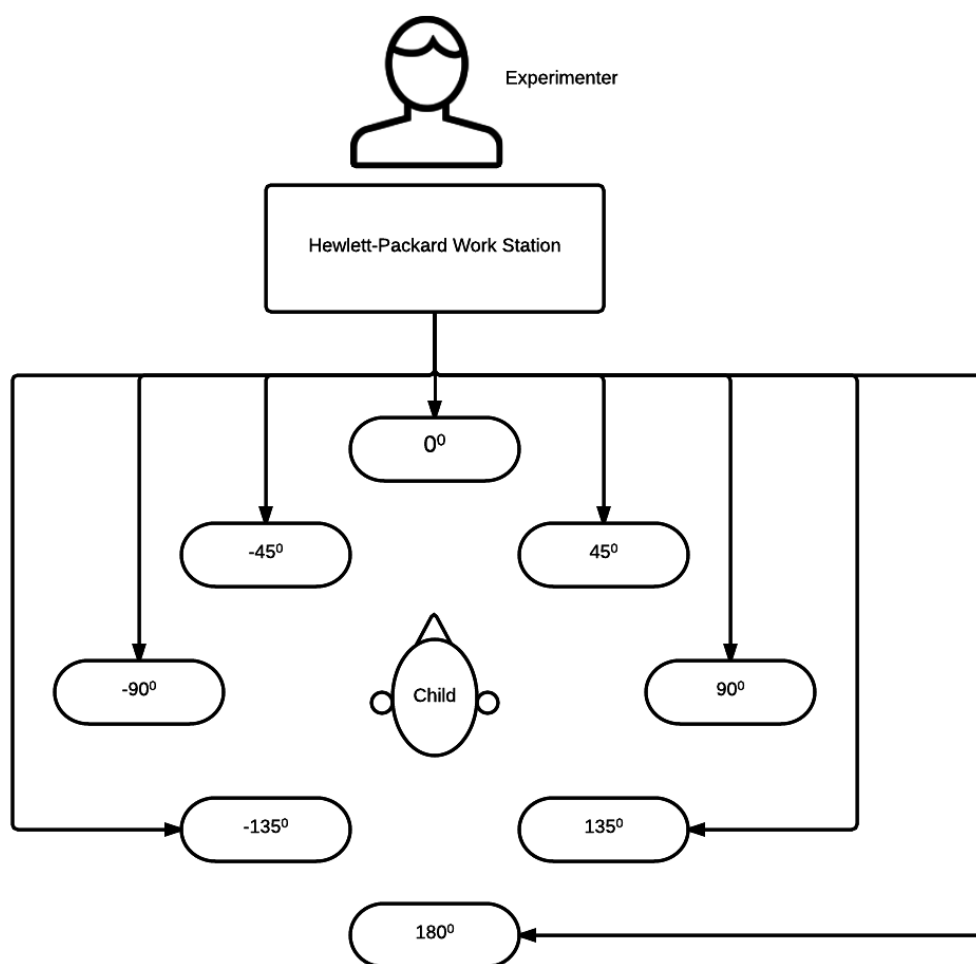 Experimenter
Hewlett-Packard Work Station
0⁰
-45⁰
45⁰
-90⁰
Child
90⁰
-135⁰
135⁰
180⁰